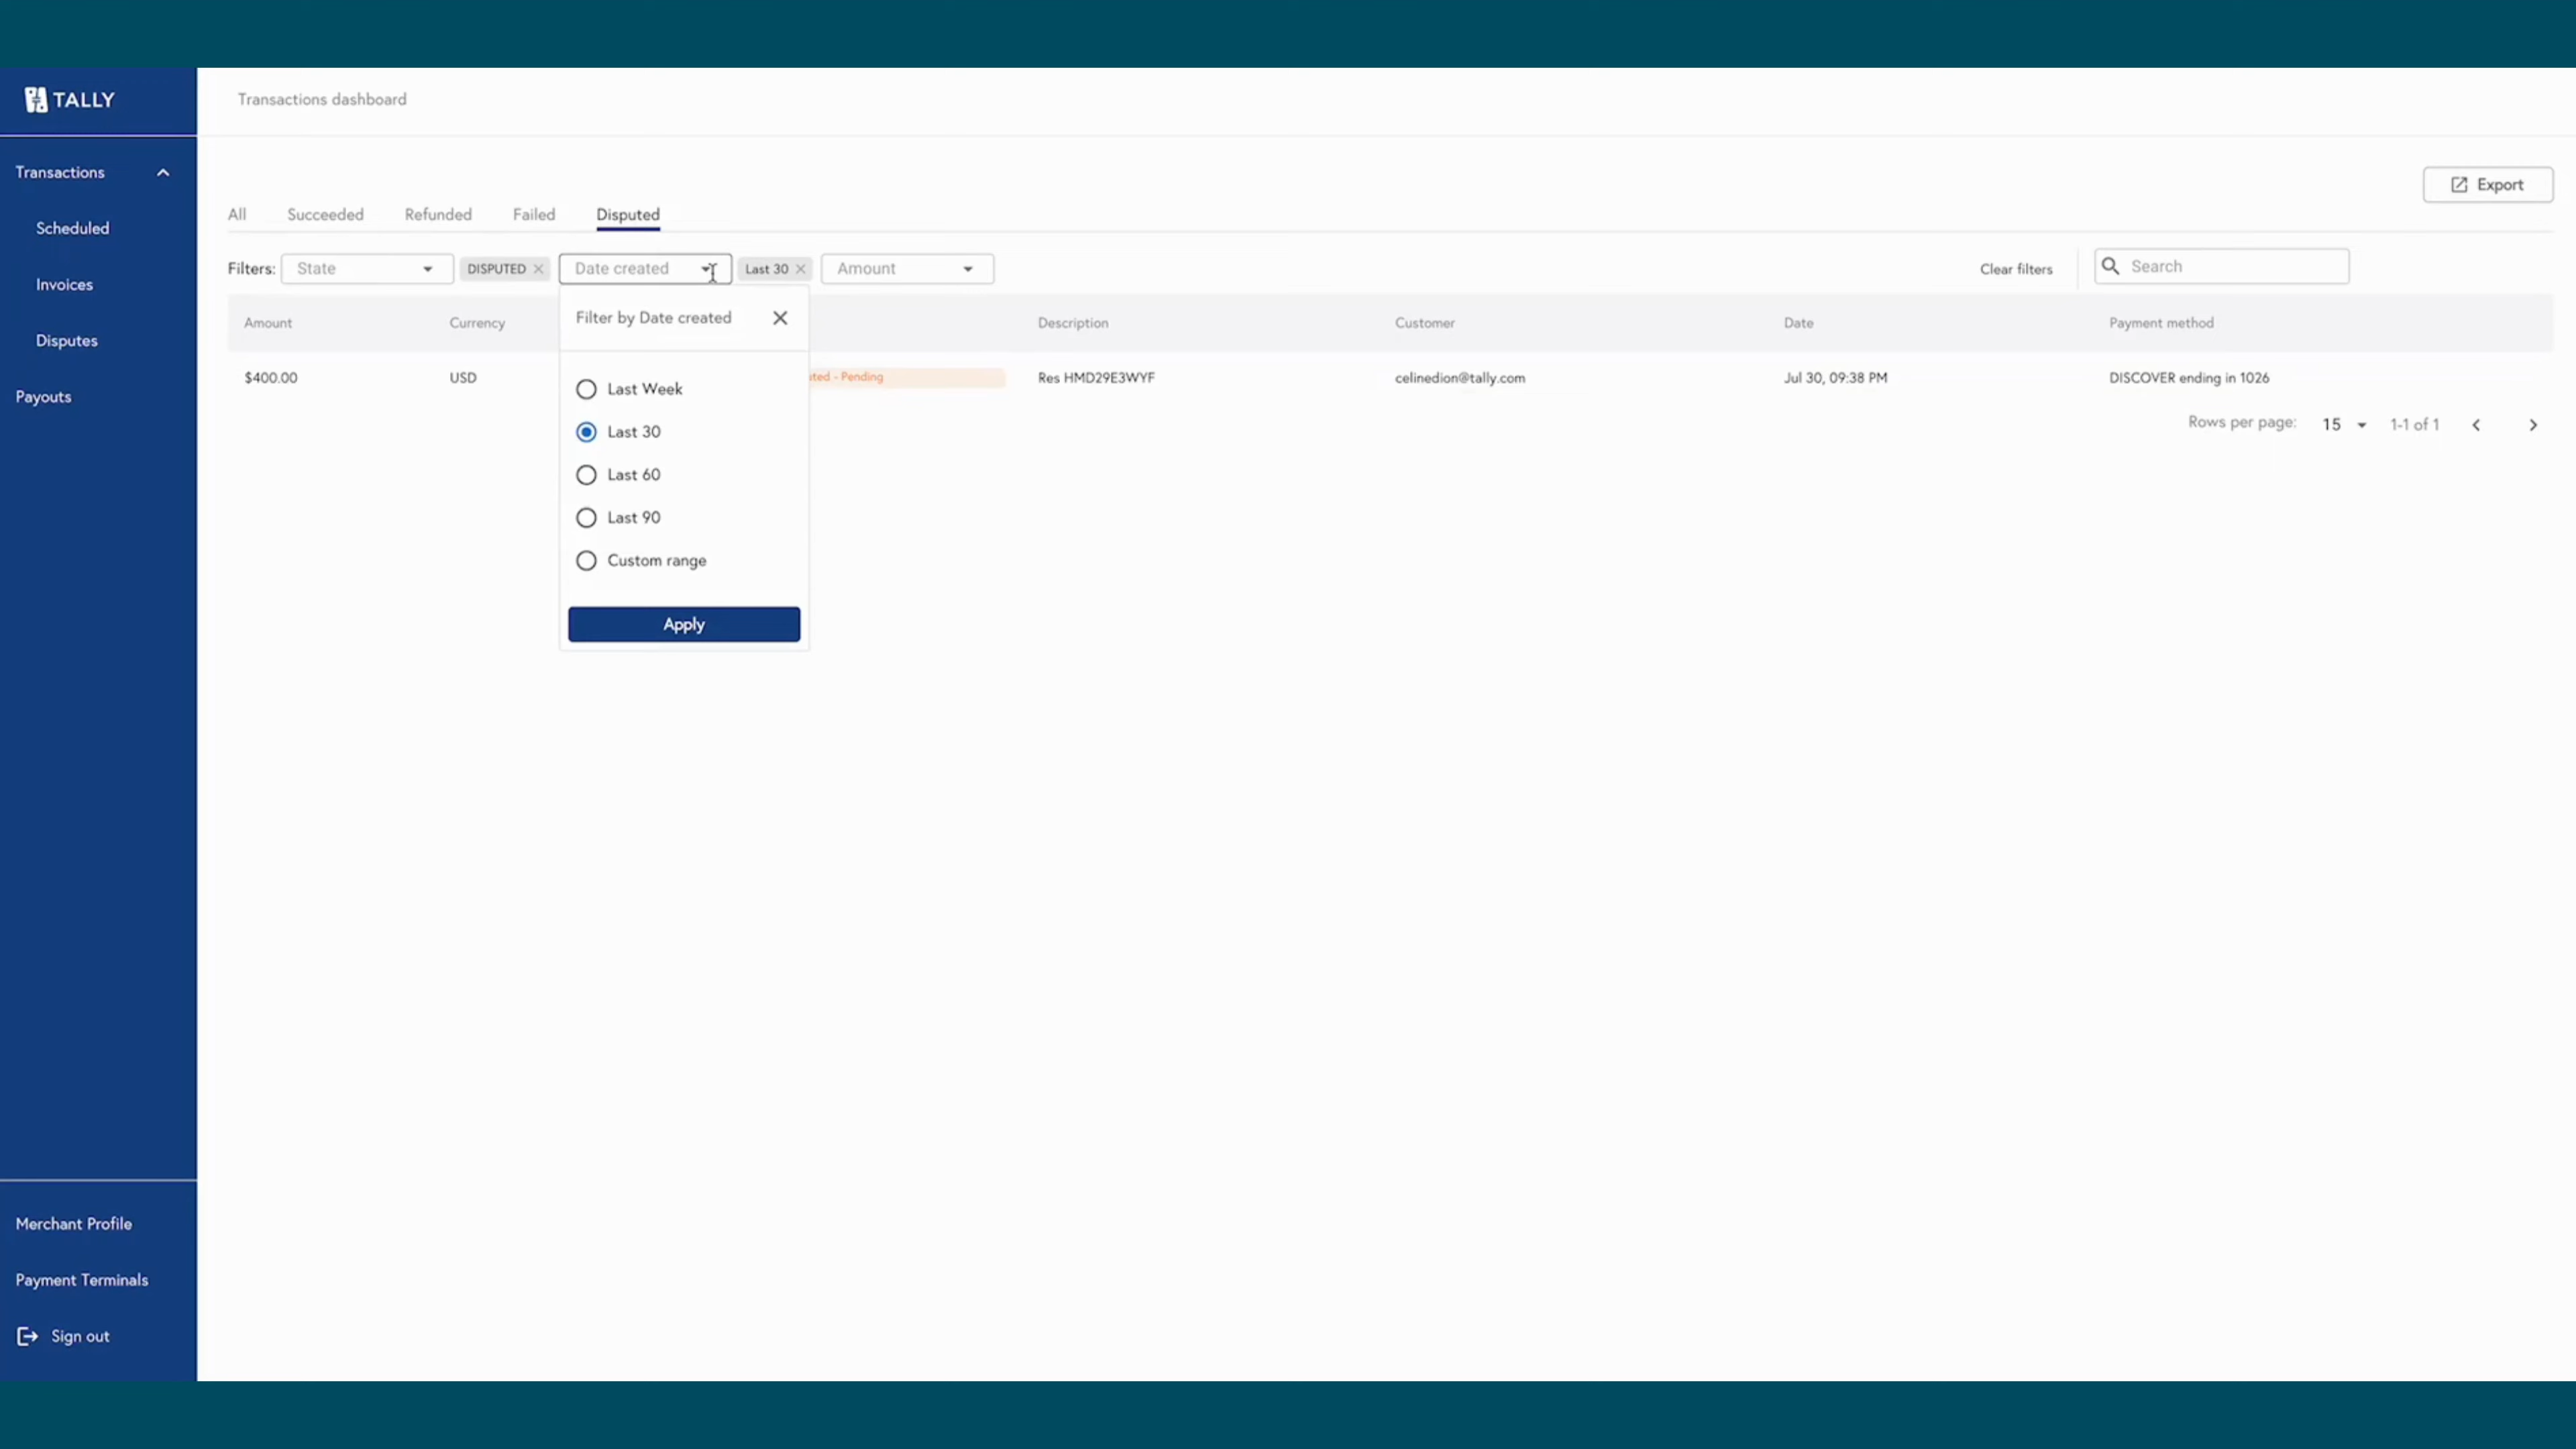 TALLY
Transactions dashboard
Transactions
Scheduled
Invoices
Disputes
Payouts
Merchant Profile
Payment Terminals
Sign out
Export
All Succeeded Refunded Failed Disputed
Filters: State DISPUTED Date created Last 30 Amount Clear filters Search
Amount Currency Description Customer Date Payment method
$400.00 USD - Pending Res HMD29E3WYF celinedion@tally.com Jul 30, 09:38 PM DISCOVER ending in 1026
Rows per page: 15 1-1 of 1
Filter by Date created
Last Week
Last 30
Last 60
Last 90
Custom range
Apply